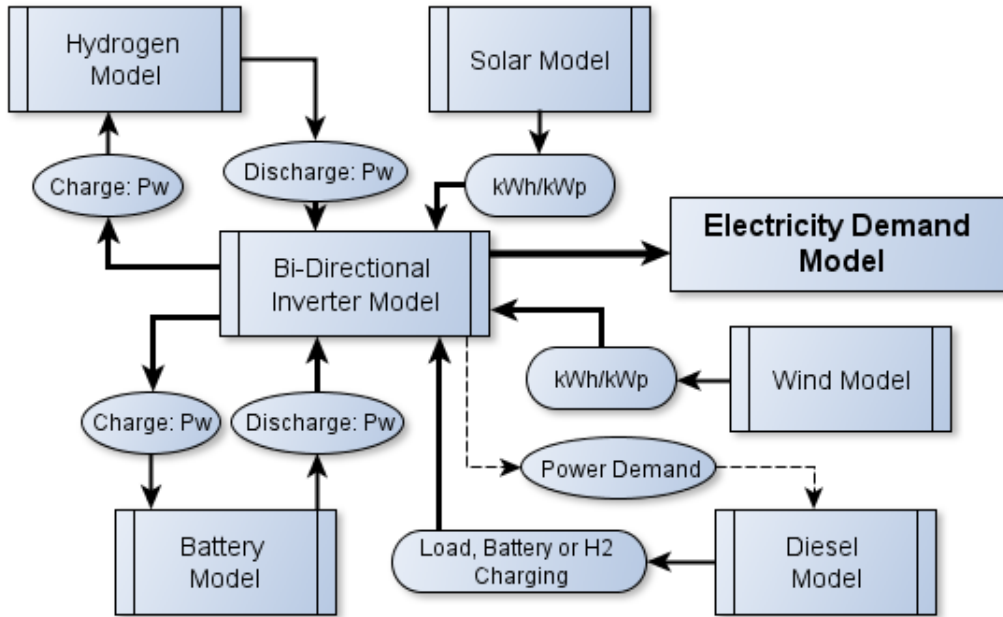 Hydrogen
Model
Solar Model
Charge: Pw
Discharge: Pw
kWh/kWp
Electricity Demand
Model
Bi-Directional
Inverter Model
kWh/kWp
Wind Model
Charge: Pw
Discharge: Pw
Power Demand
Battery
Model
Load, Battery or H2
Charging
Diesel
Model